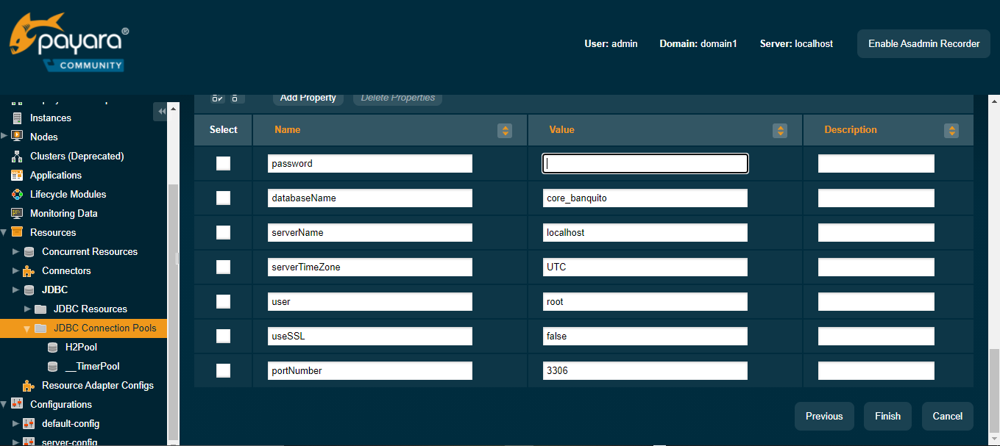 payara®
COMMUNITY
User: admin
Domain: domain1
Server: localhost
Enable Asadmin Recorder
Instances
Nodes
Clusters (Deprecated)
Applications
Lifecycle Modules
Monitoring Data
Resources
Concurrent Resources
Connectors
JDBC
JDBC Resources
JDBC Connection Pools
H2Pool
__TimerPool
Resource Adapter Configs
Configurations
default-config
server-config
Add Property Delete Properties
Select Name Value Description
password
databaseName core_banquito
serverName localhost
serverTimeZone UTC
user root
useSSL false
portNumber 3306
Previous Finish Cancel